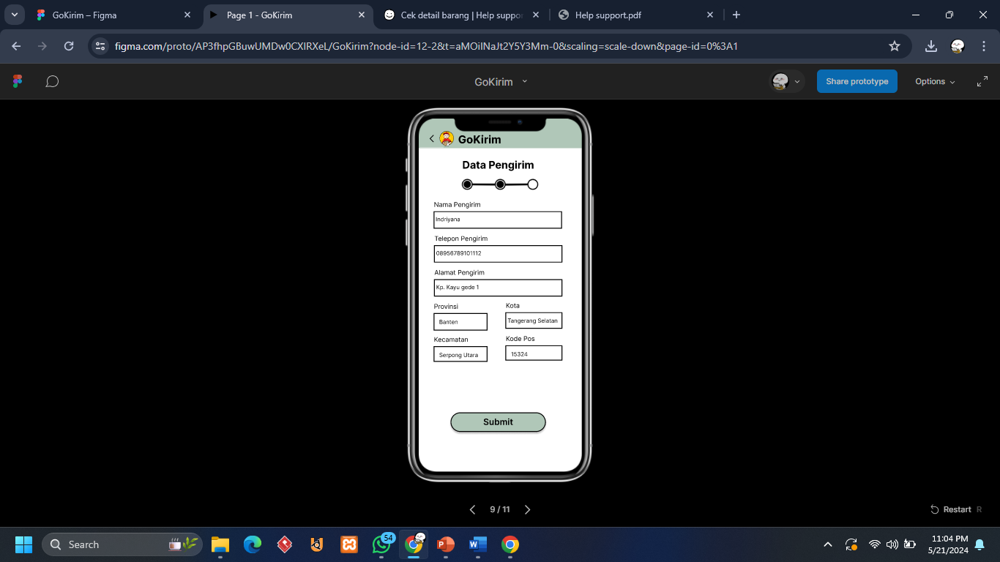 GoKirim – Figma
Page 1 - GoKirim
Cek detail barang | Help suppo
Help support.pdf
figma.com/proto/AP3fhpGBuwUMDw0CXlRXeL/GoKirim?node-id=12-2&t=aMOiINaJt2Y5Y3Mm-0&scaling=scale-down&page-id=0%3A1
GoKirim
Share prototype
Options
GoKirim
Data Pengirim
Nama Pengirim
Indriyana
Telepon Pengirim
08956789101112
Alamat Pengirim
Kp. Kayu gede 1
Provinsi
Kota
Banten
Tangerang Selatan
Kecamatan
Kode Pos
Serpong Utara
15324
Submit
9 / 11
Restart R
Search
54
11:04 PM
5/21/2024